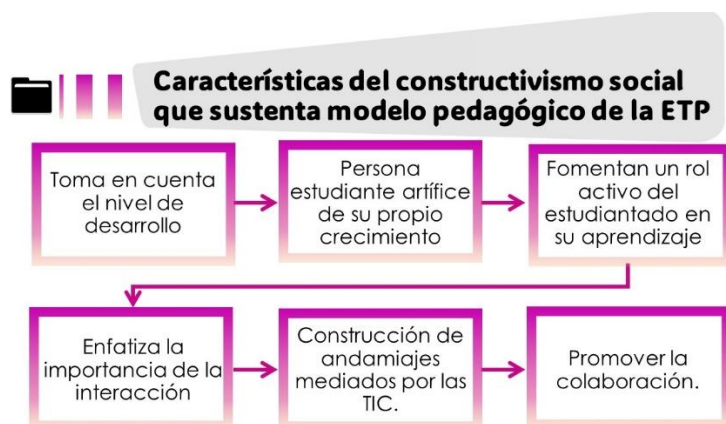 Características del constructivismo social
que sustenta modelo pedagógico de la ETP
Toma en cuenta
el nivel de
desarrollo
Persona
estudiante artífice
de su propio
crecimiento
Fomentan un rol
activo del
estudiantado en
su aprendizaje
Enfatiza la
importancia de la
interacción
Construcción de
andamiajes
mediados por las
TIC.
Promover la
colaboración.